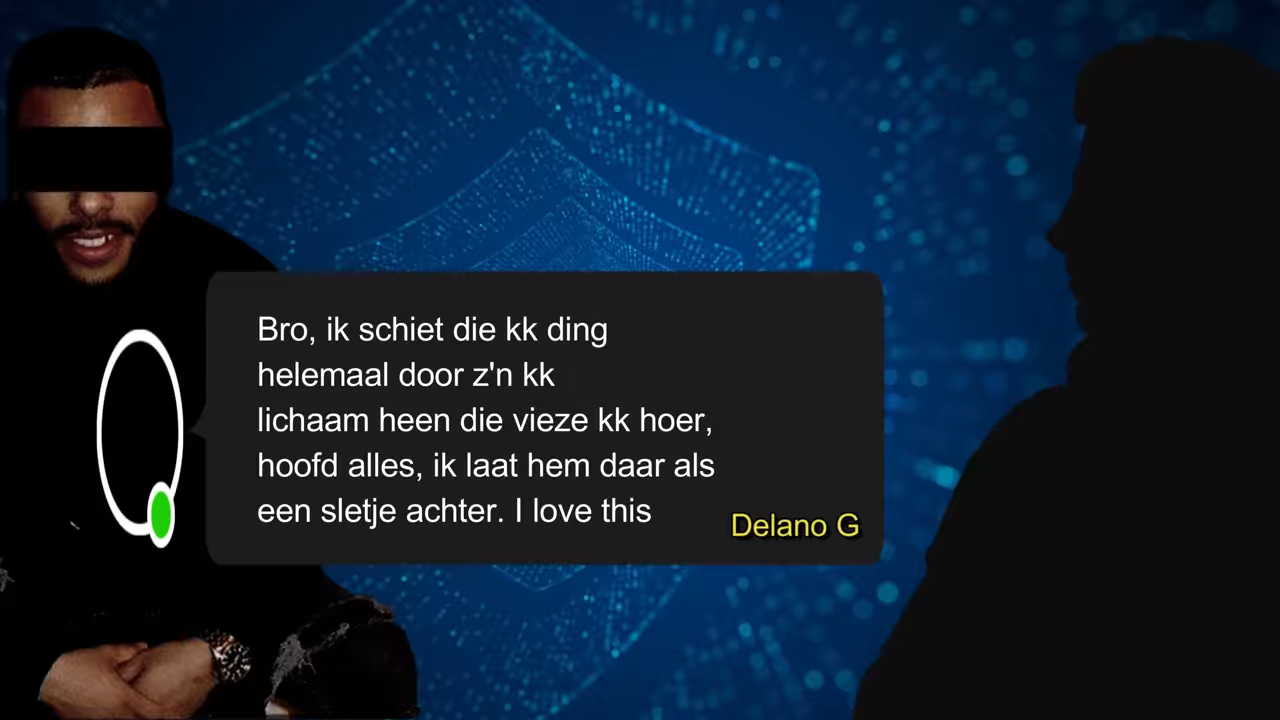 Bro, ik schiet die kk ding
helemaal door z'n kk
lichaam heen die vieze kk hoer,
hoofd alles, ik laat hem daar als
een sletje achter. I love this
Delano G